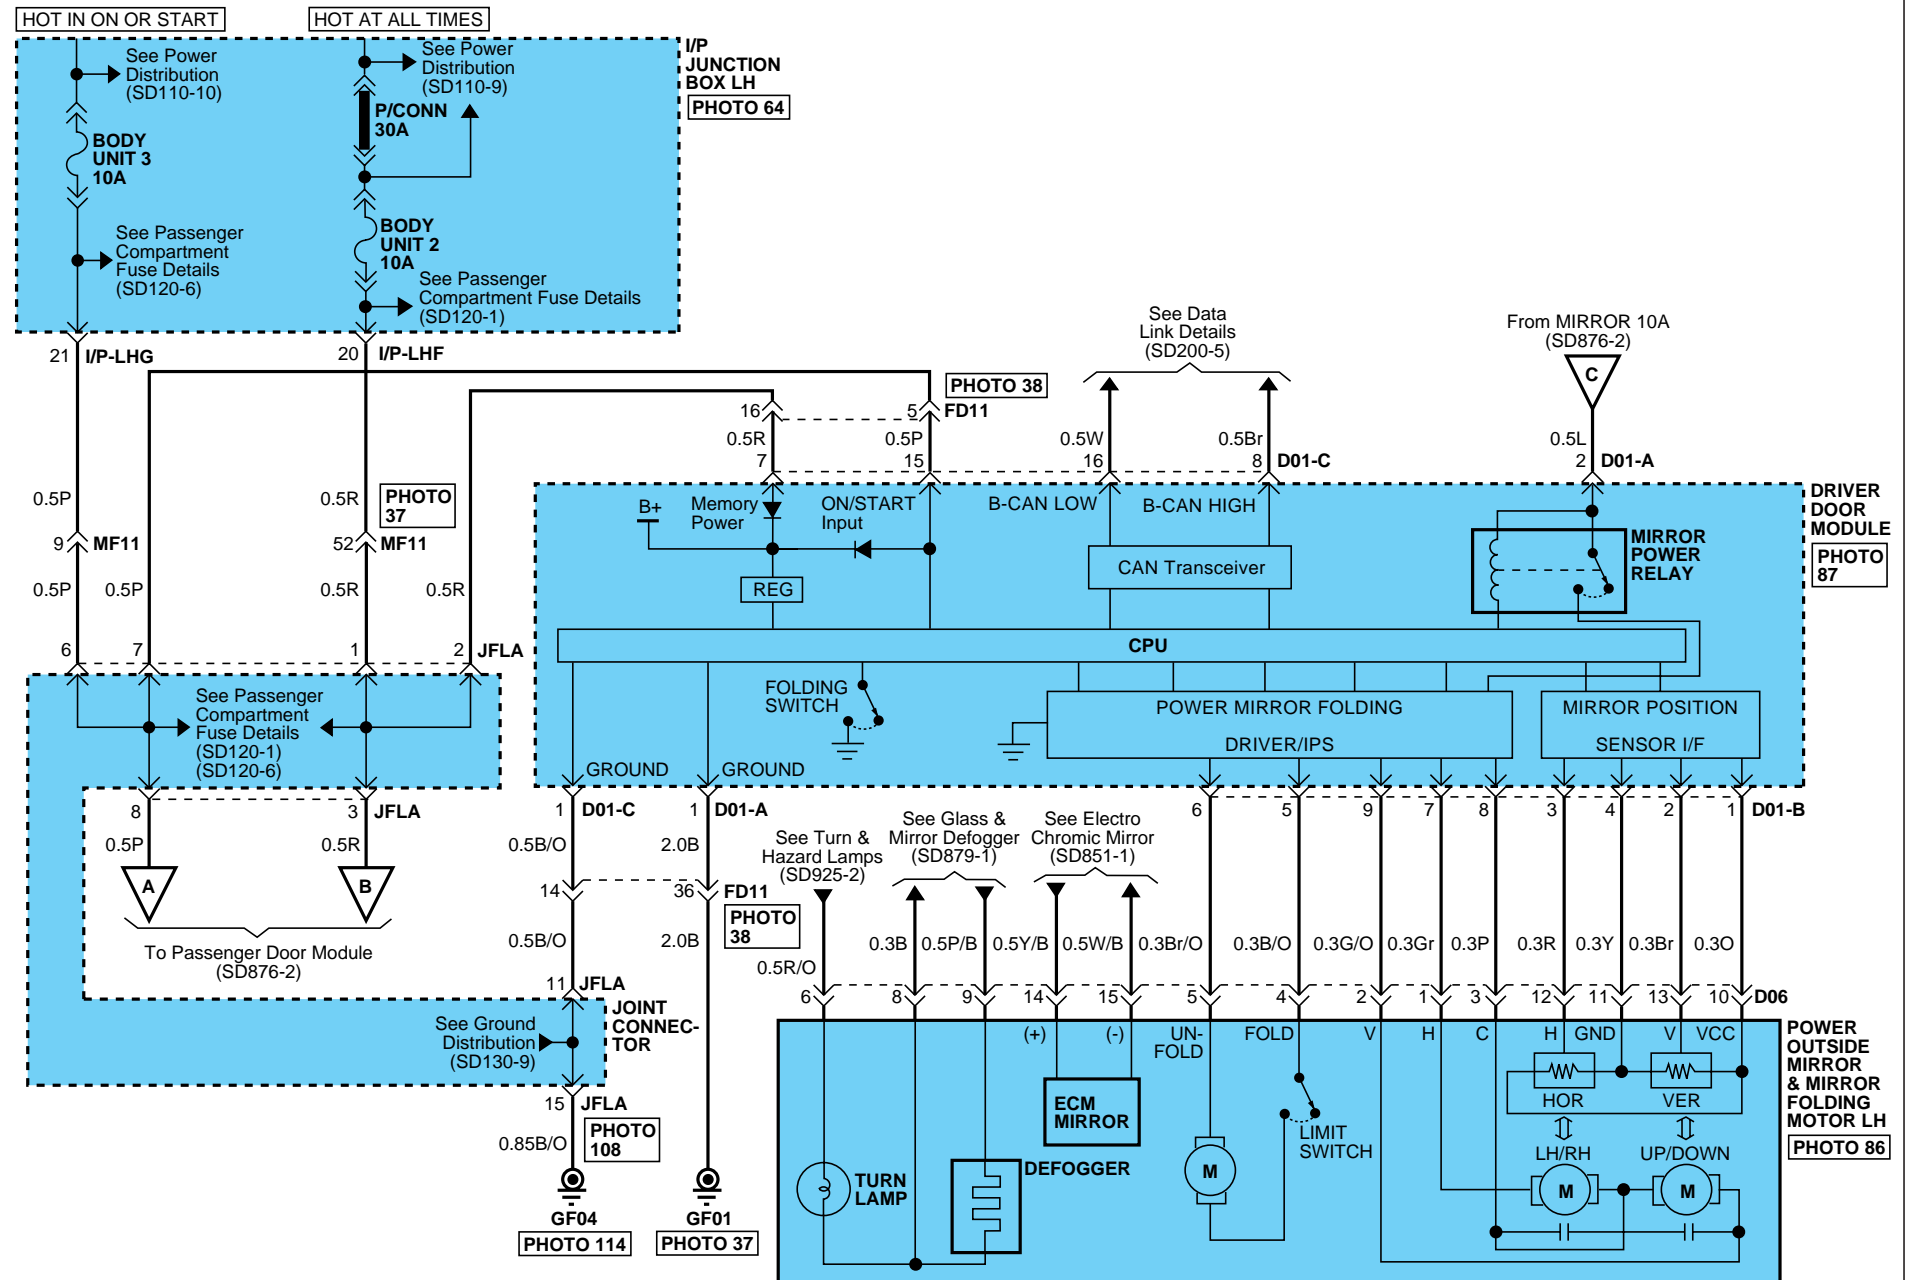 HOT IN ON OR START
HOT AT ALL TIMES
See Power
Distribution
(SD110-10)
See Power
Distribution
(SD110-9)
I/P
JUNCTION
BOX LH
PHOTO 64
P/CONN
30A
BODY
UNIT 3
10A
BODY
UNIT 2
10A
See Passenger
Compartment
Fuse Details
(SD120-6)
See Passenger
Compartment Fuse Details
(SD120-1)
21 I/P-LHG
20 I/P-LHF
See Data
Link Details
(SD200-5)
From MIRROR 10A
(SD876-2)
C
PHOTO 38
16 5 FD11
0.5R 0.5P 0.5W 0.5Br 0.5L
7 15 16 8 D01-C 2 D01-A
0.5P 0.5R
PHOTO
37
9 MF11 52 MF11
0.5P 0.5P 0.5R 0.5R
6 7 1 2 JFLA
B+
Memory
Power
ON/START
Input
B-CAN LOW
B-CAN HIGH
DRIVER
DOOR
MODULE
PHOTO
87
MIRROR
POWER
RELAY
CAN Transceiver
REG
CPU
FOLDING
SWITCH
POWER MIRROR FOLDING
DRIVER/IPS
MIRROR POSITION
SENSOR I/F
GROUND
GROUND
See Passenger
Compartment
Fuse Details
(SD120-1)
(SD120-6)
8 3 JFLA
0.5P 0.5R
A B
To Passenger Door Module
(SD876-2)
1 D01-C 1 D01-A
0.5B/O 2.0B
14 36 FD11
PHOTO
38
0.5B/O 2.0B
11 JFLA
JOINT
CONNEC-
TOR
See Ground
Distribution
(SD130-9)
15 JFLA
0.85B/O
PHOTO
108
GF04
PHOTO 114
GF01
PHOTO 37
6 5 9 7 8 3 4 2 1 D01-B
See Turn &
Hazard Lamps
(SD925-2)
See Glass &
Mirror Defogger
(SD879-1)
See Electro
Chromic Mirror
(SD851-1)
0.5R/O 0.3B 0.5P/B 0.5Y/B 0.5W/B 0.3Br/O 0.3B/O 0.3G/O 0.3Gr 0.3P 0.3R 0.3Y 0.3Br 0.3O
6 8 9 14 15 5 4 2 1 3 12 11 13 10 D06
(+) (-) UN-
FOLD
FOLD V H C H GND V VCC
POWER
OUTSIDE
MIRROR
& MIRROR
FOLDING
MOTOR LH
PHOTO 86
ECM
MIRROR
HOR VER
LIMIT
SWITCH
LH/RH UP/DOWN
M M M
TURN
LAMP
DEFOGGER